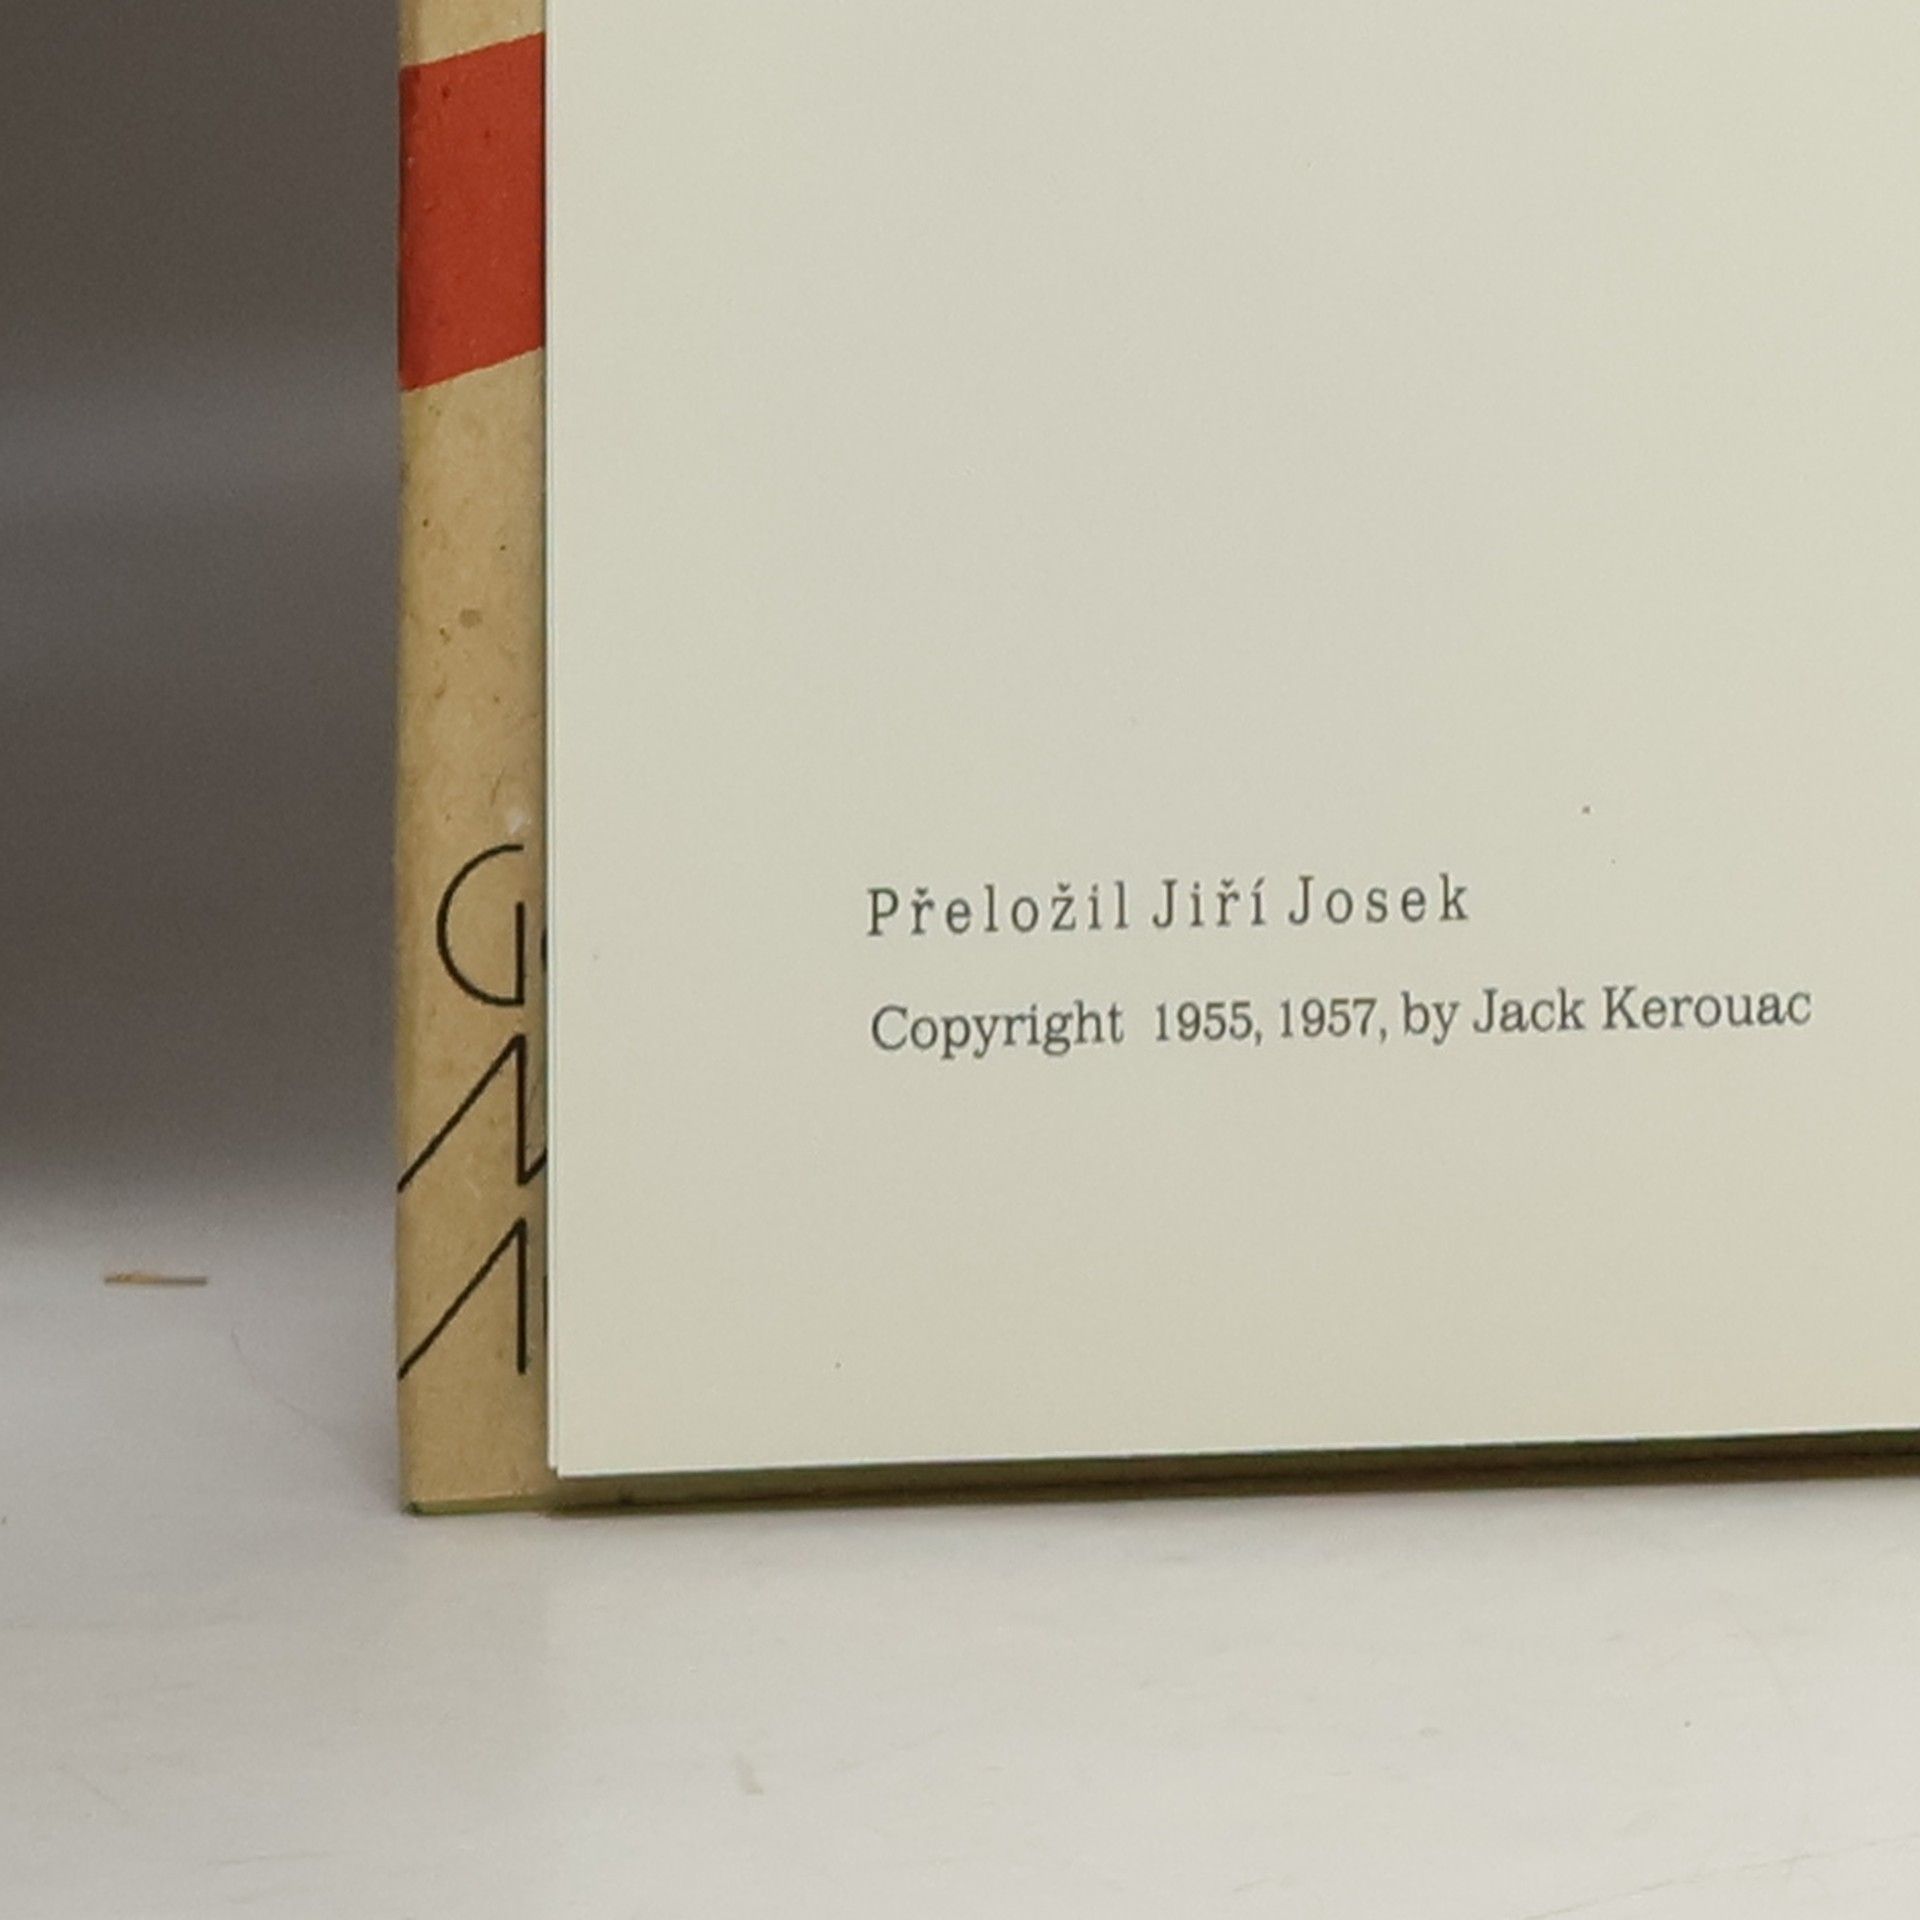 Přeložil Jiří Josek
Copyright 1955, 1957, by Jack Kerouac